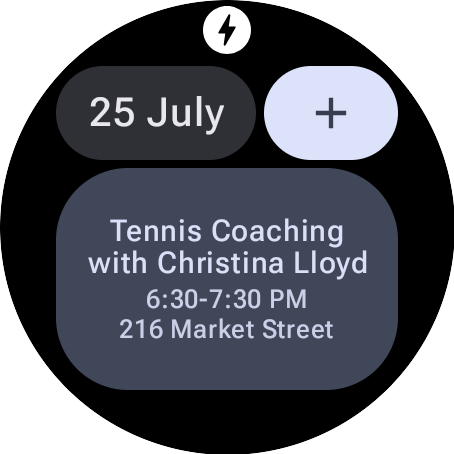 25 July
+
Tennis Coaching
with Christina Lloyd
6:30-7:30 PM
216 Market Street